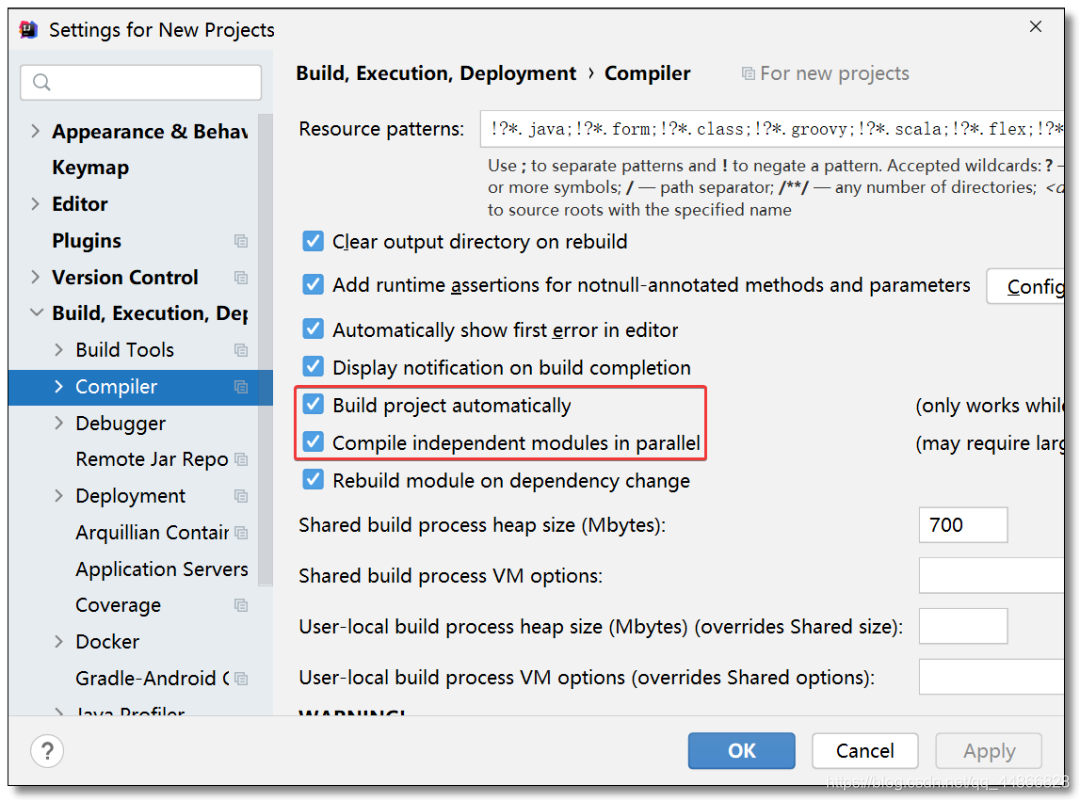 Settings for New Projects
Build, Execution, Deployment › Compiler
For new projects
Appearance & Behav
Keymap
Editor
Plugins
Version Control
Build, Execution, Dep
Build Tools
Compiler
Debugger
Remote Jar Repo
Deployment
Arquillian Contain
Application Servers
Coverage
Docker
Gradle-Android C
Java Profiler
Resource patterns: !?*.java;!?*.form;!?*.class;!?*.groovy;!?*.scala;!?*.flex;!?*
Use ; to separate patterns and ! to negate a pattern. Accepted wildcards: ? –
or more symbols; / — path separator; /**/ — any number of directories; <d
to source roots with the specified name
Clear output directory on rebuild
Add runtime assertions for notnull-annotated methods and parameters Config
Automatically show first error in editor
Display notification on build completion
Build project automatically (only works while
Compile independent modules in parallel (may require larg
Rebuild module on dependency change
Shared build process heap size (Mbytes): 700
Shared build process VM options:
User-local build process heap size (Mbytes) (overrides Shared size):
User-local build process VM options (overrides Shared options):
WARNING!
? OK Cancel Apply
https://blog.csdn.net/qq_44866828